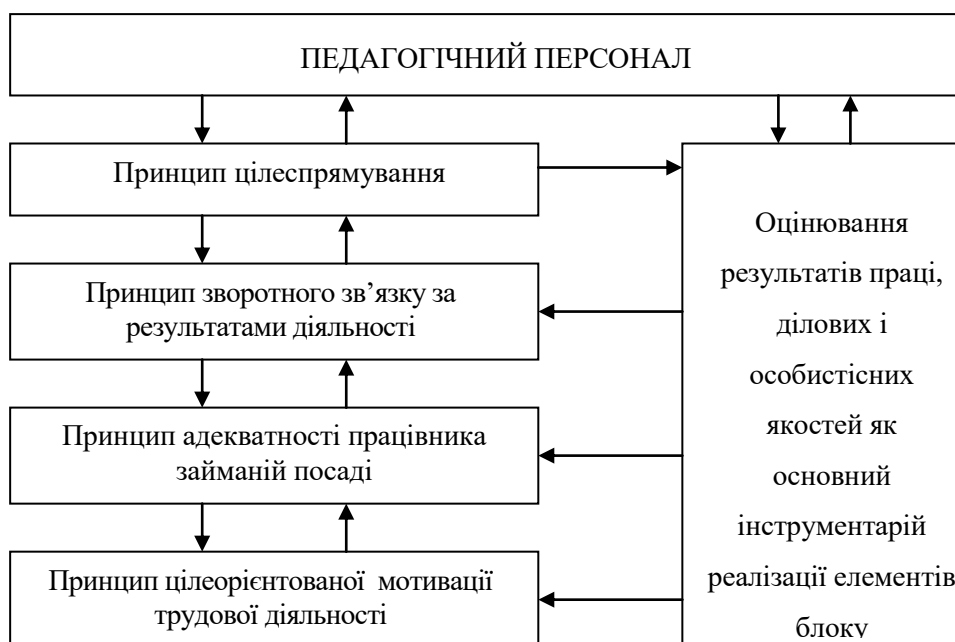 ПЕДАГОГІЧНИЙ ПЕРСОНАЛ
Принцип цілеспрямування
Принцип зворотного зв’язку за
результатами діяльності
Принцип адекватності працівника
займаній посаді
Принцип цілеорієнтованої мотивації
трудової діяльності
Оцінювання
результатів праці,
ділових і
особистісних
якостей як
основний
інструментарій
реалізації елементів
блоку